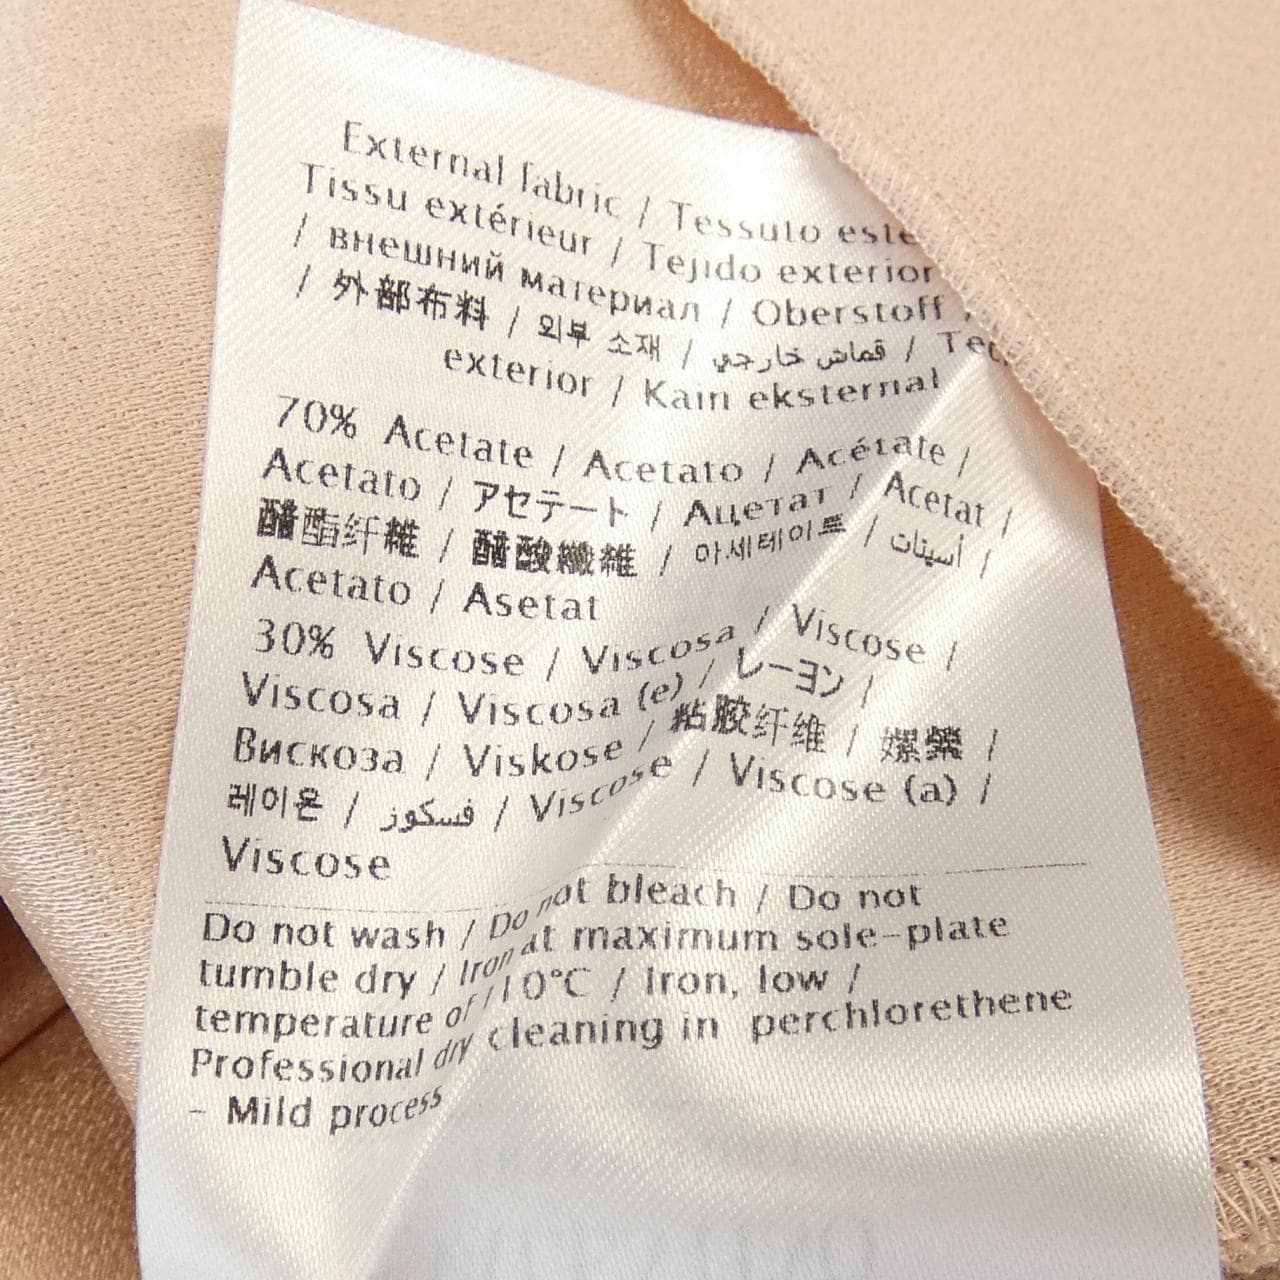 External fabric / Tessuto este
Tissu extérieur / Tejido exterior
/ внешний материал / Oberstoff
/ 外部布料 / 외부 소재 / قماش خارجي /
exterior / Kain eksternal
70% Acetate / Acetato / Acétate /
Acetato / アセテート / Ацетат / Acetat /
醋酯纤維 / 醋酸纖維 / 아세테이트 / أسيتات /
Acetato / Asetat
30% Viscose / Viscosa / Viscose /
Viscosa / Viscosa (e) / レーヨン /
Вискоза / Viskose / 粘胶纤维 / 嫘縈 /
레이온 / فسكوز / Viscose / Viscose (a) /
Viscose
Do not wash / Do not bleach / Do not
tumble dry / Iron at maximum sole-plate
temperature of 110°C / Iron, low /
Professional dry cleaning in perchlorethene
- Mild process